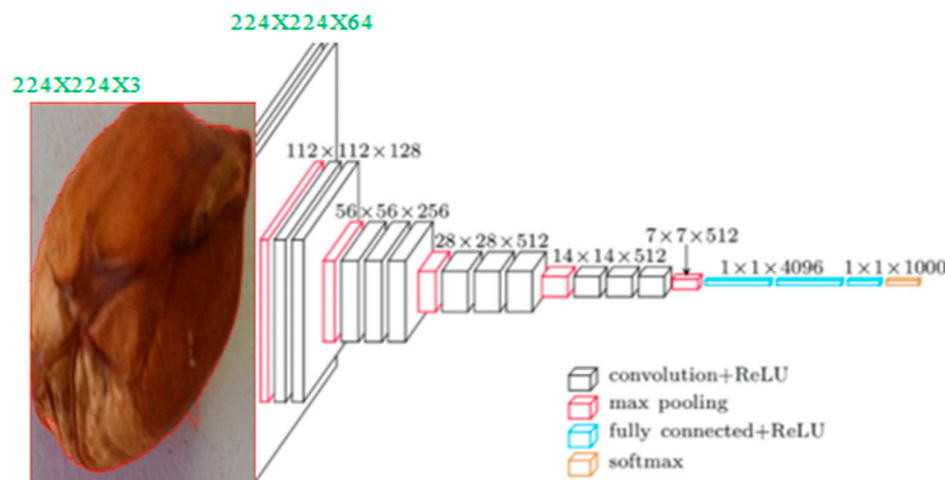 224X224X64
224X224X3
112×112×128
56×56×256
28×28×512
7×7×512
14×14×512
1×1×4096
1×1×1000
convolution+ReLU
max pooling
fully connected+ReLU
softmax